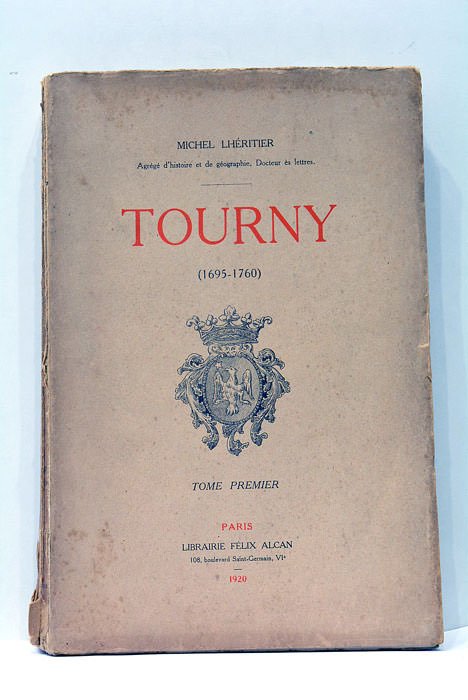 MICHEL LHÉRITIER
Agrégé d'histoire et de géographie, Docteur ès lettres.
TOURNY
(1695-1760)
TOME PREMIER
PARIS
LIBRAIRIE FÉLIX ALCAN
108, boulevard Saint-Germain, VIe
1920